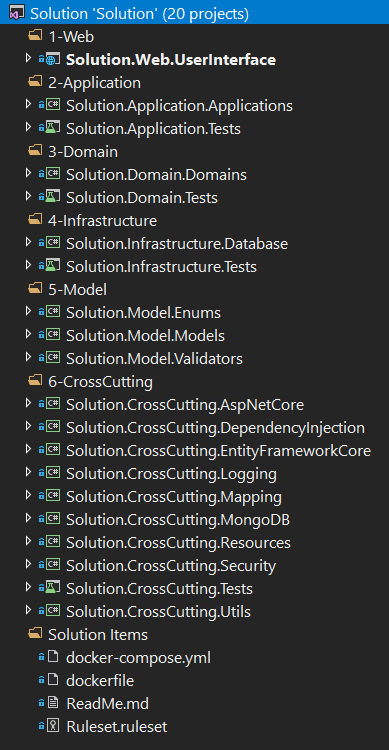 Solution 'Solution' (20 projects)
1-Web
Solution.Web.UserInterface
2-Application
Solution.Application.Applications
Solution.Application.Tests
3-Domain
Solution.Domain.Domains
Solution.Domain.Tests
4-Infrastructure
Solution.Infrastructure.Database
Solution.Infrastructure.Tests
5-Model
Solution.Model.Enums
Solution.Model.Models
Solution.Model.Validators
6-CrossCutting
Solution.CrossCutting.AspNetCore
Solution.CrossCutting.DependencyInjection
Solution.CrossCutting.EntityFrameworkCore
Solution.CrossCutting.Logging
Solution.CrossCutting.Mapping
Solution.CrossCutting.MongoDB
Solution.CrossCutting.Resources
Solution.CrossCutting.Security
Solution.CrossCutting.Tests
Solution.CrossCutting.Utils
Solution Items
docker-compose.yml
dockerfile
ReadMe.md
Ruleset.ruleset